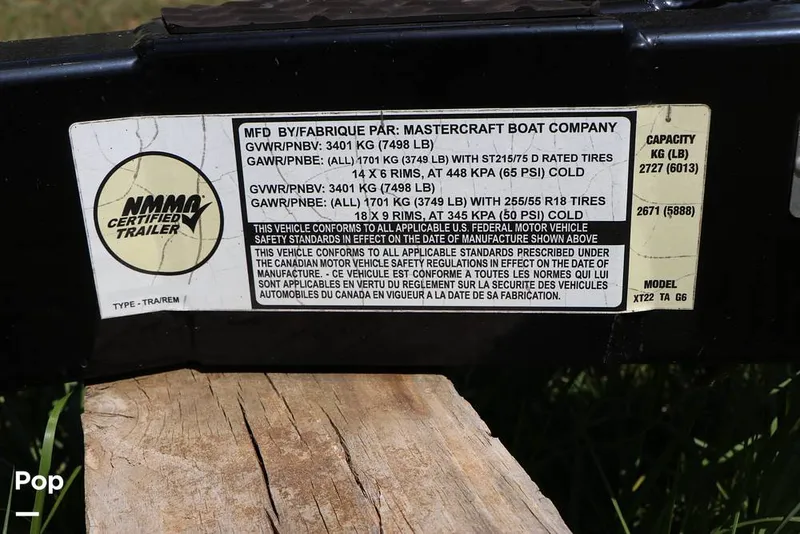 NMMA
CERTIFIED
TRAILER
TYPE - TRA/REM
MFD BY/FABRIQUE PAR: MASTERCRAFT BOAT COMPANY
GVWR/PNBV: 3401 KG (7498 LB)
GAWR/PNBE: (ALL) 1701 KG (3749 LB) WITH ST215/75 D RATED TIRES
14 X 6 RIMS, AT 448 KPA (65 PSI) COLD
GVWR/PNBV: 3401 KG (7498 LB)
GAWR/PNBE: (ALL) 1701 KG (3749 LB) WITH 255/55 R18 TIRES
18 X 9 RIMS, AT 345 KPA (50 PSI) COLD
THIS VEHICLE CONFORMS TO ALL APPLICABLE U.S. FEDERAL MOTOR VEHICLE
SAFETY STANDARDS IN EFFECT ON THE DATE OF MANUFACTURE SHOWN ABOVE
THIS VEHICLE CONFORMS TO ALL APPLICABLE STANDARDS PRESCRIBED UNDER
THE CANADIAN MOTOR VEHICLE SAFETY REGULATIONS IN EFFECT ON THE DATE OF
MANUFACTURE. - CE VEHICULE EST CONFORME A TOUTES LES NORMES QUI LUI
SONT APPLICABLES EN VERTU DU REGLEMENT SUR LA SECURITE DES VEHICULES
AUTOMOBILES DU CANADA EN VIGUEUR A LA DATE DE SA FABRICATION.
CAPACITY
KG (LB)
2727 (6013)
2671 (5888)
MODEL
XT22 TA G6
Pop